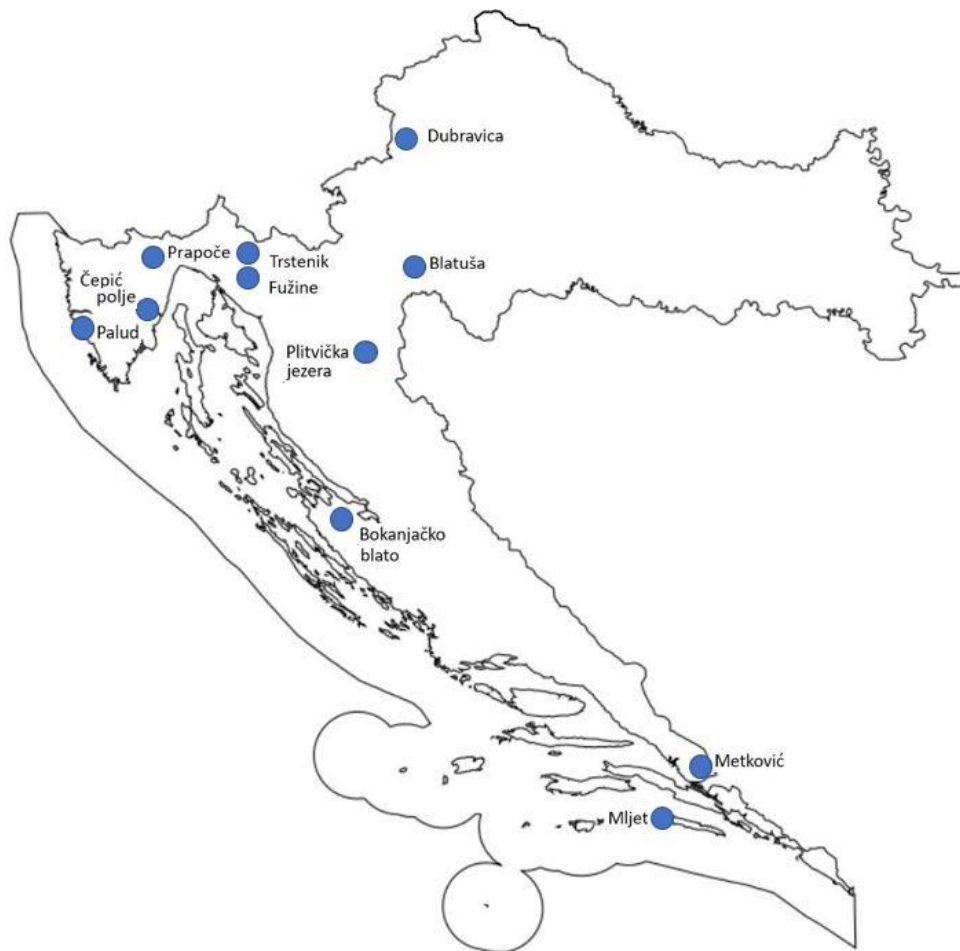 Dubravica
Prapoče
Trstenik
Blatuša
Čepić
polje
Fužine
Palud
Plitvička
jezera
Bokanjačko
blato
Metković
Mljet